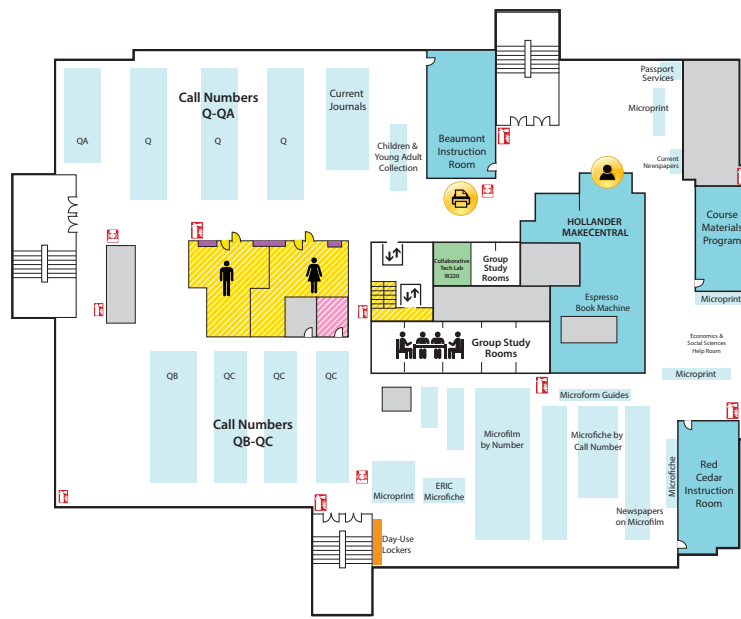 Passport
Services
Call Numbers
Q-QA
Current
Journals
Microprint
QA
Q
Q
Q
Children &
Young Adult
Collection
Beaumont
Instruction
Room
Current
Newspapers
HOLLANDER
MAKECENTRAL
Course
Materials
Program
Collaborative
Tech Lab
W220
Group
Study
Rooms
Espresso
Book Machine
Microprint
Group Study
Rooms
Economics &
Social Sciences
Help Room
QB
QC
QC
QC
Microprint
Microform Guides
Call Numbers
QB-QC
Microfilm
by Number
Microfiche by
Call Number
Microfiche
Red
Cedar
Instruction
Room
Microprint
ERIC
Microfiche
Newspapers
on Microfilm
Day-Use
Lockers